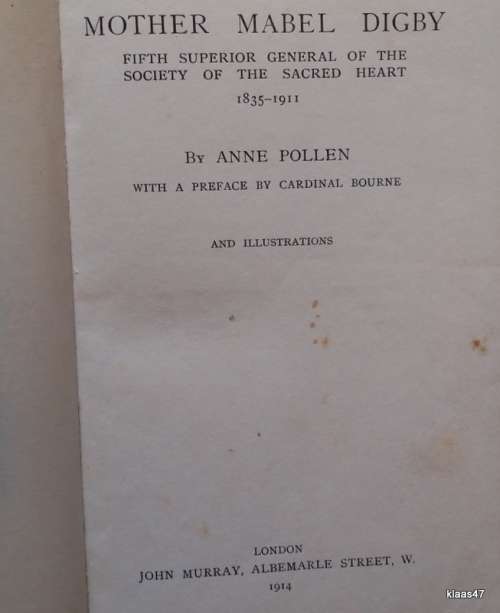 MOTHER MABEL DIGBY
FIFTH SUPERIOR GENERAL OF THE
SOCIETY OF THE SACRED HEART
1835–1911
By ANNE POLLEN
WITH A PREFACE BY CARDINAL BOURNE
AND ILLUSTRATIONS
LONDON
JOHN MURRAY, ALBEMARLE STREET, W.
1914
klaas47